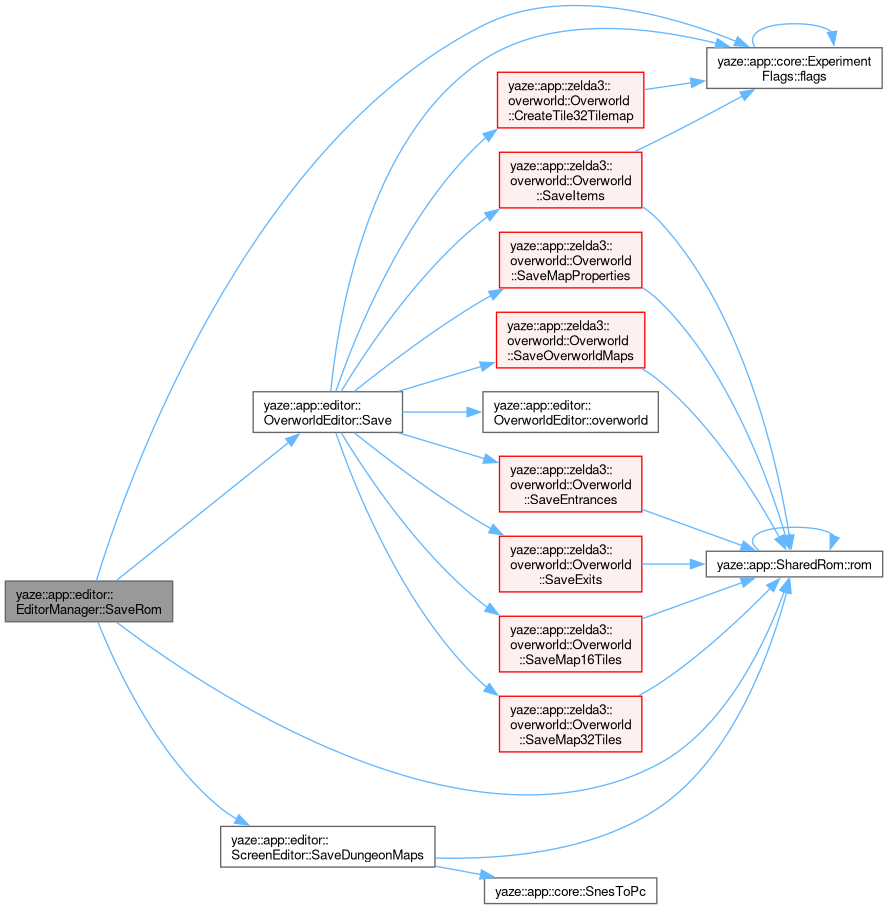 yaze::app::core::Experiment
Flags::flags
yaze::app::zelda3::
overworld::Overworld
::CreateTile32Tilemap
yaze::app::zelda3::
overworld::Overworld
::SaveItems
yaze::app::zelda3::
overworld::Overworld
::SaveMapProperties
yaze::app::zelda3::
overworld::Overworld
::SaveOverworldMaps
yaze::app::editor::
OverworldEditor::Save
yaze::app::editor::
OverworldEditor::overworld
yaze::app::zelda3::
overworld::Overworld
::SaveEntrances
yaze::app::zelda3::
overworld::Overworld
::SaveExits
yaze::app::SharedRom::rom
yaze::app::editor::
EditorManager::SaveRom
yaze::app::zelda3::
overworld::Overworld
::SaveMap16Tiles
yaze::app::zelda3::
overworld::Overworld
::SaveMap32Tiles
yaze::app::editor::
ScreenEditor::SaveDungeonMaps
yaze::app::core::SnesToPc